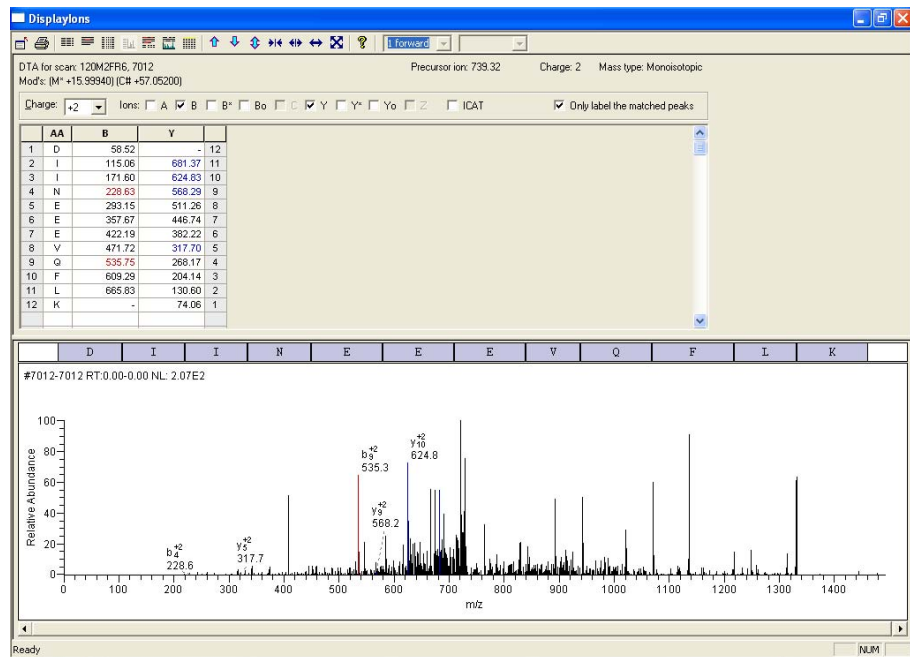 DisplayIons
I forward
DTA for scan: 120M2FR6, 7012 Precursor ion: 739.32 Charge: 2 Mass type: Monoisotopic
Mod's: (M* +15.99940) (C# +57.05200)
Charge: +2 Ions: A B B* Bo C Y Y* Yo Z ICAT Only label the matched peaks
AA B Y
1 D 58.52 - 12
2 I 115.06 681.37 11
3 I 171.60 624.83 10
4 N 228.63 568.29 9
5 E 293.15 511.26 8
6 E 357.67 446.74 7
7 E 422.19 382.22 6
8 V 471.72 317.70 5
9 Q 535.75 268.17 4
10 F 609.29 204.14 3
11 L 665.83 130.60 2
12 K - 74.06 1
D I I N E E E V Q F L K
#7012-7012 RT:0.00-0.00 NL: 2.07E2
Relative Abundance
100
80
60
40
20
0
b4+2
228.6
y5+2
317.7
b9+2
535.3
y9+2
568.2
y10+2
624.8
0 100 200 300 400 500 600 700 800 900 1000 1100 1200 1300 1400
m/z
Ready NUM